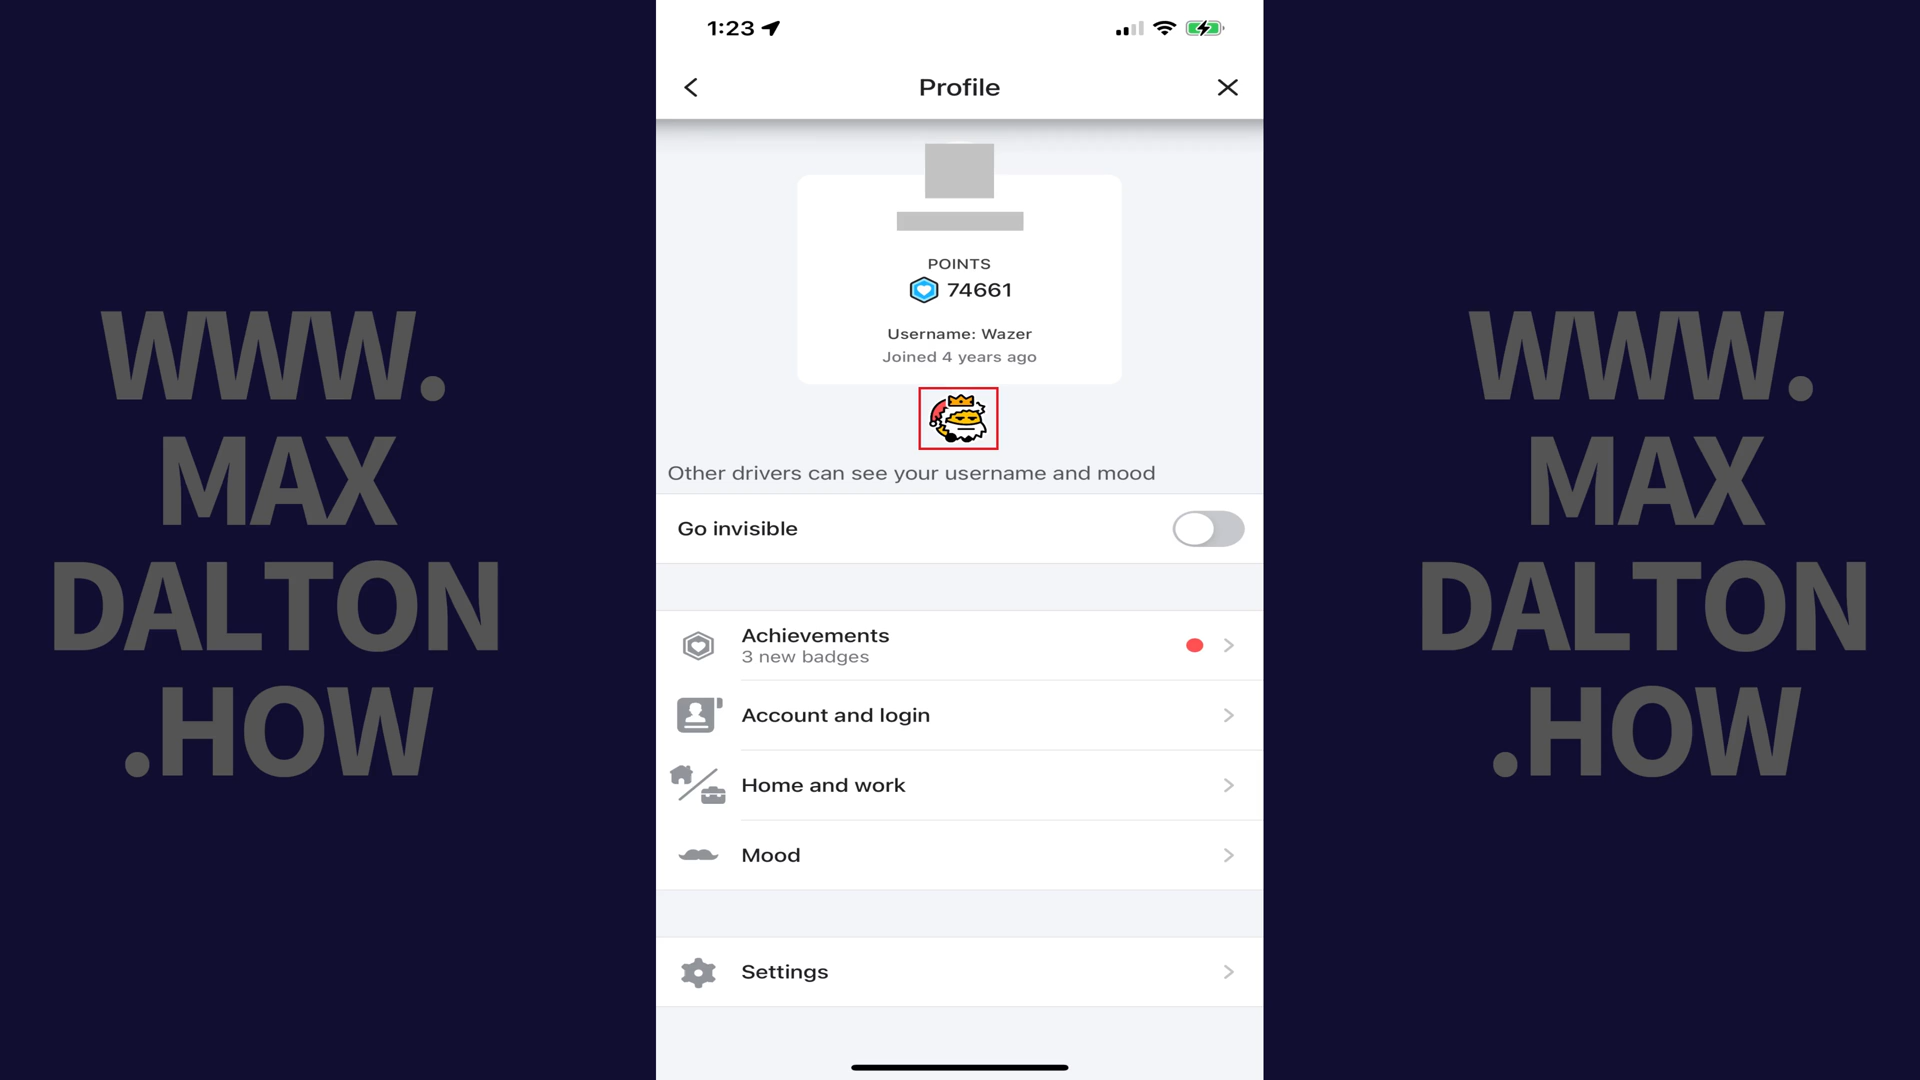 1:23
Profile
POINTS
74661
Username: Wazer
Joined 4 years ago
Other drivers can see your username and mood
Go invisible
Achievements
3 new badges
Account and login
Home and work
Mood
Settings
WWW.
MAX
DALTON
.HOW
WWW.
MAX
DALTON
.HOW